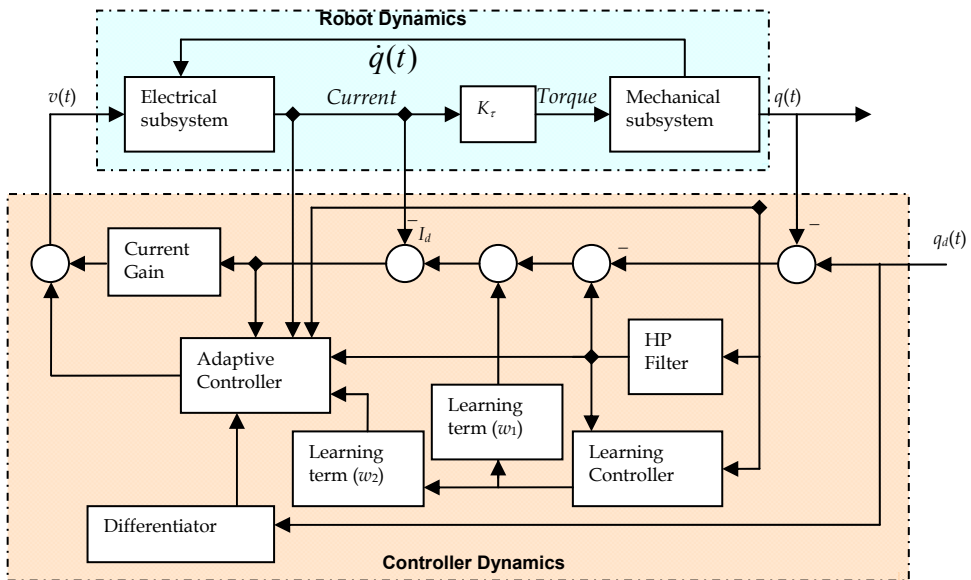 Robot Dynamics
q̇(t)
v(t)
Electrical
subsystem
Current
K_τ
Torque
Mechanical
subsystem
q(t)
−
I_d
−
−
q_d(t)
Current
Gain
HP
Filter
Adaptive
Controller
Learning
term (w₁)
Learning
term (w₂)
Learning
Controller
Differentiator
Controller Dynamics